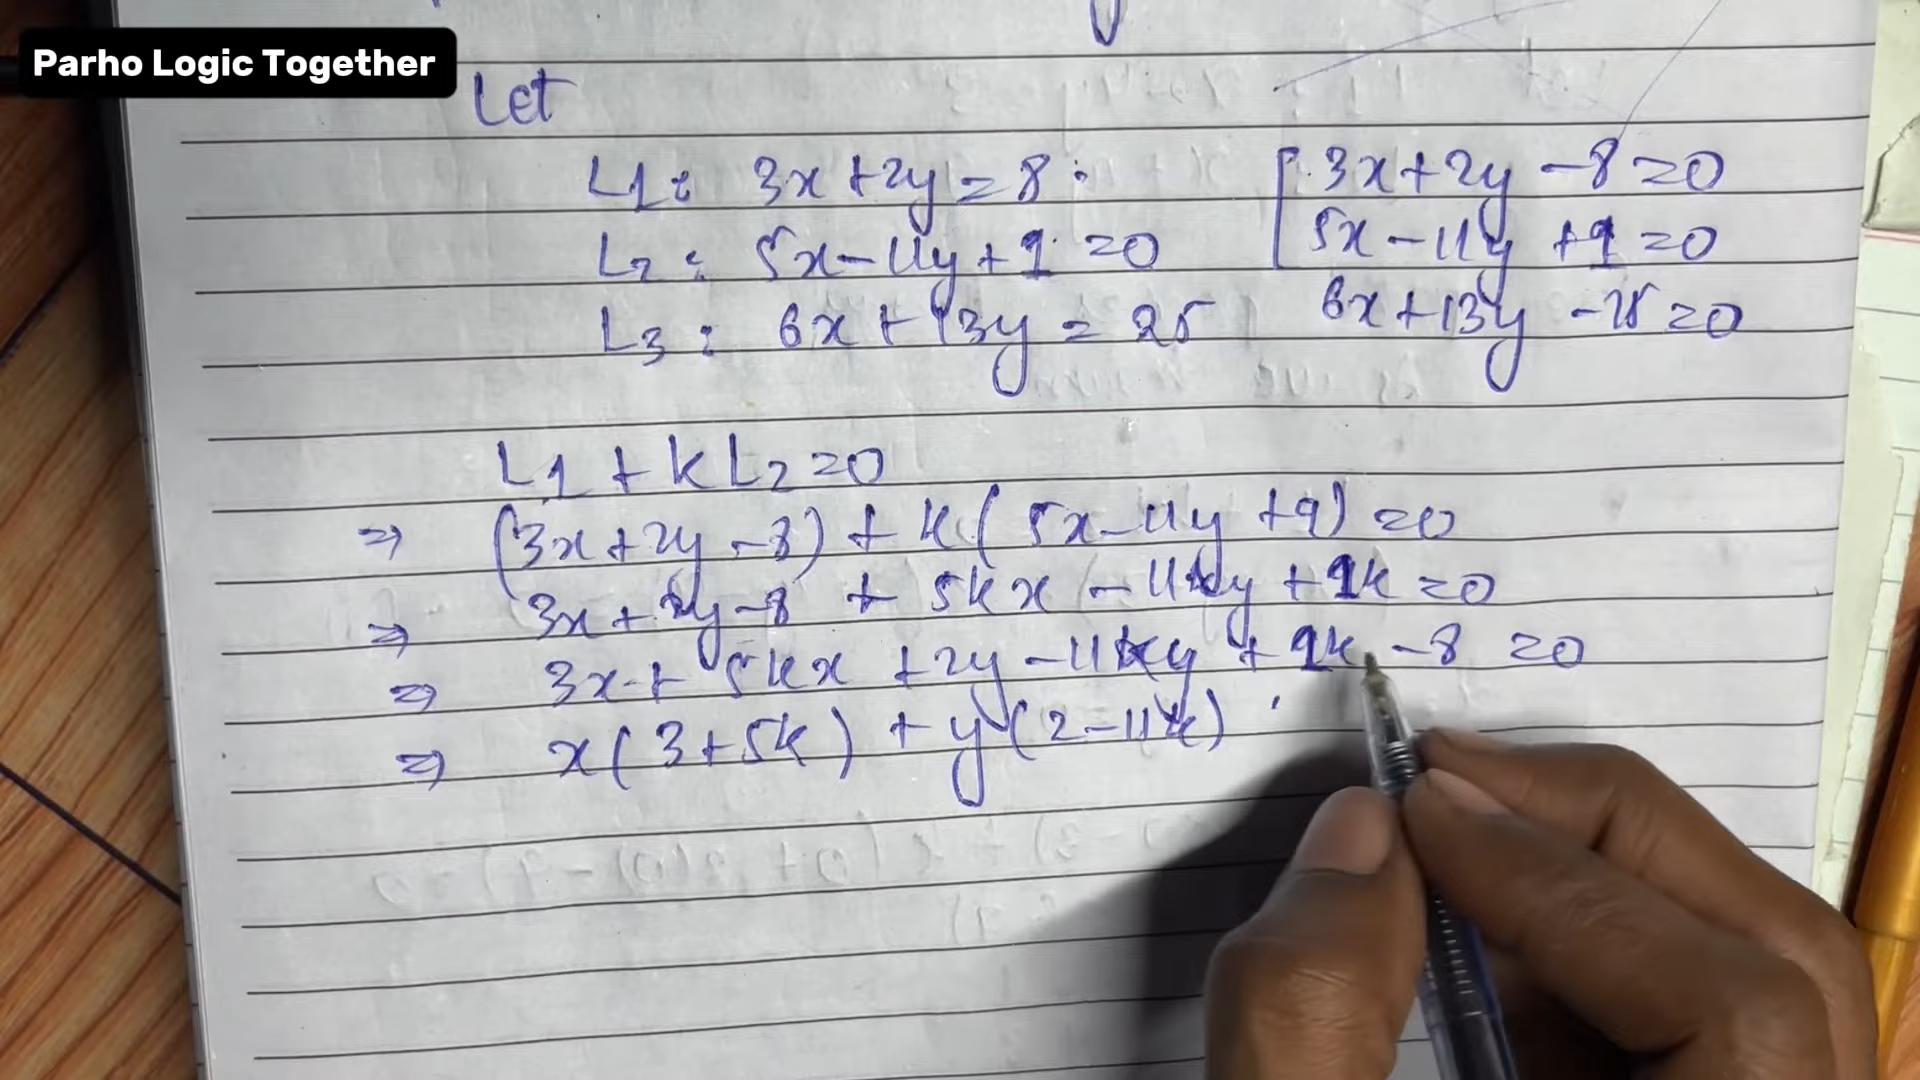 Parho Logic Together
Let
L1: 3x+2y=8.
3x+2y-8=0
L2: 5x-11y+1=0
5x-11y+9=0
L3: 6x+13y=25
6x+13y-25=0
L1+kL2=0
⇒ (3x+2y-8)+k(5x-11y+9)=0
⇒ 3x+2y-8+5kx-11ky+9k=0
⇒ 3x+5kx+2y-11ky+9k-8=0
⇒ x(3+5k)+y(2-11k)